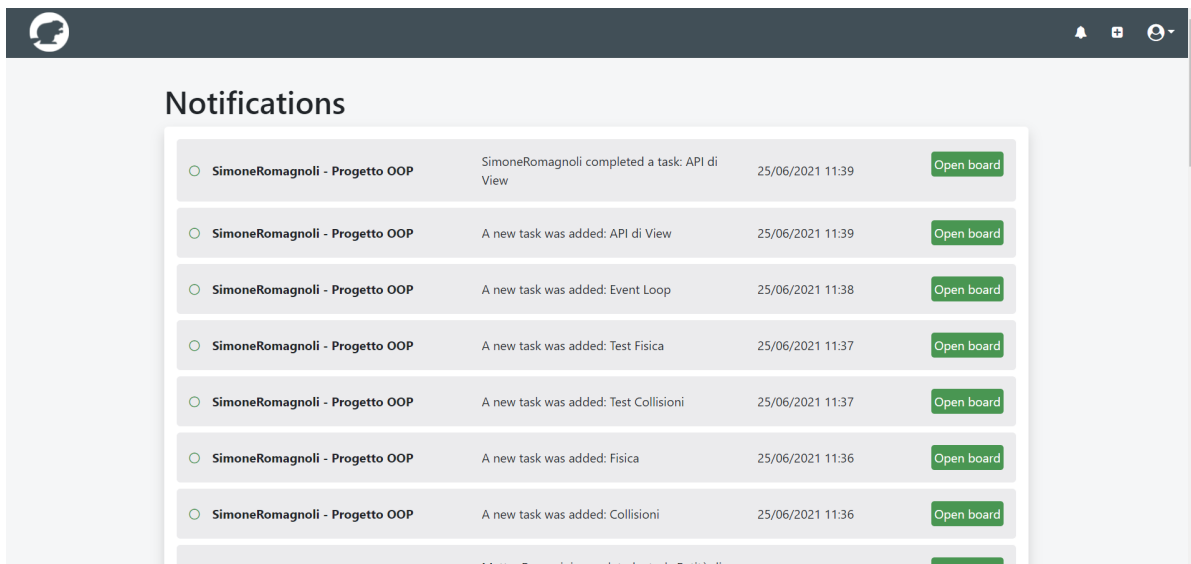 Notifications
SimoneRomagnoli - Progetto OOP
SimoneRomagnoli completed a task: API di
View
25/06/2021 11:39
Open board
SimoneRomagnoli - Progetto OOP
A new task was added: API di View
25/06/2021 11:39
Open board
SimoneRomagnoli - Progetto OOP
A new task was added: Event Loop
25/06/2021 11:38
Open board
SimoneRomagnoli - Progetto OOP
A new task was added: Test Fisica
25/06/2021 11:37
Open board
SimoneRomagnoli - Progetto OOP
A new task was added: Test Collisioni
25/06/2021 11:37
Open board
SimoneRomagnoli - Progetto OOP
A new task was added: Fisica
25/06/2021 11:36
Open board
SimoneRomagnoli - Progetto OOP
A new task was added: Collisioni
25/06/2021 11:36
Open board